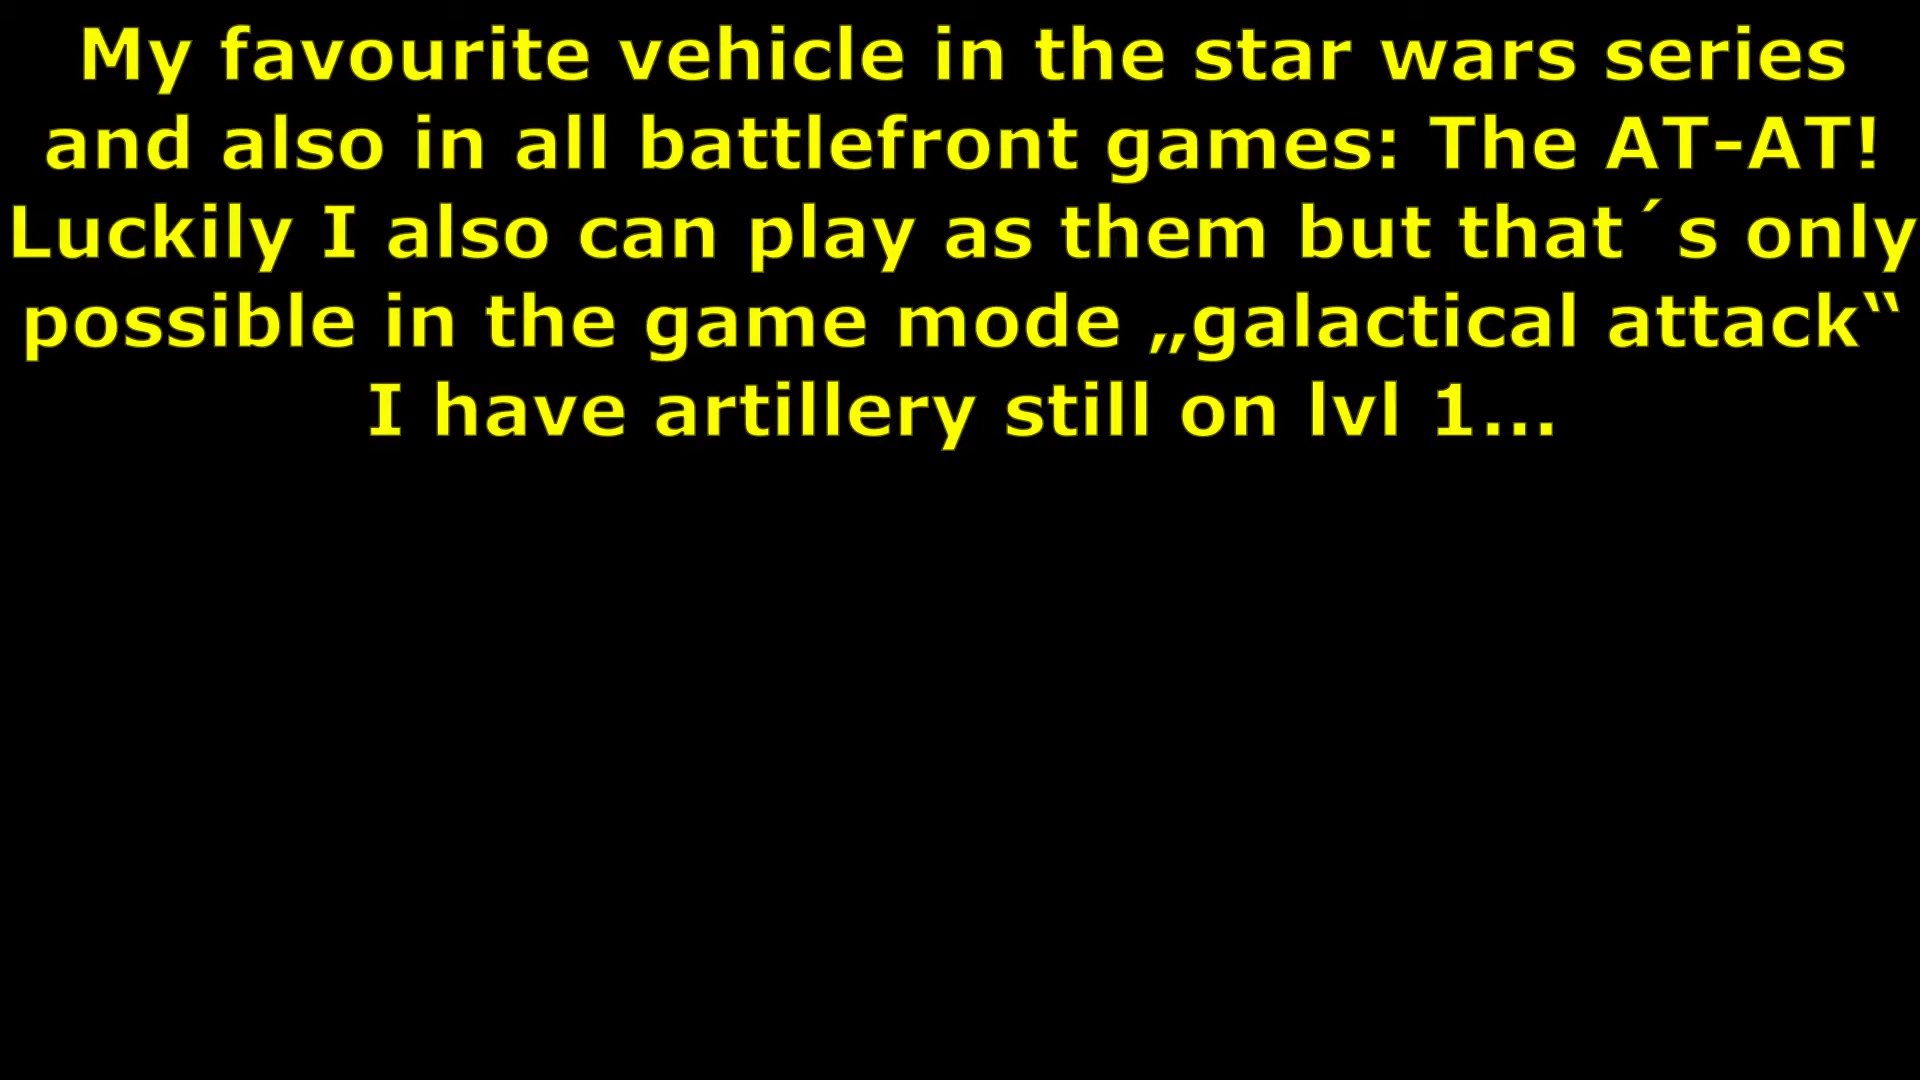 My favourite vehicle in the star wars series
and also in all battlefront games: The AT-AT!
Luckily I also can play as them but that´s only
possible in the game mode „galactical attack‟
I have artillery still on lvl 1...